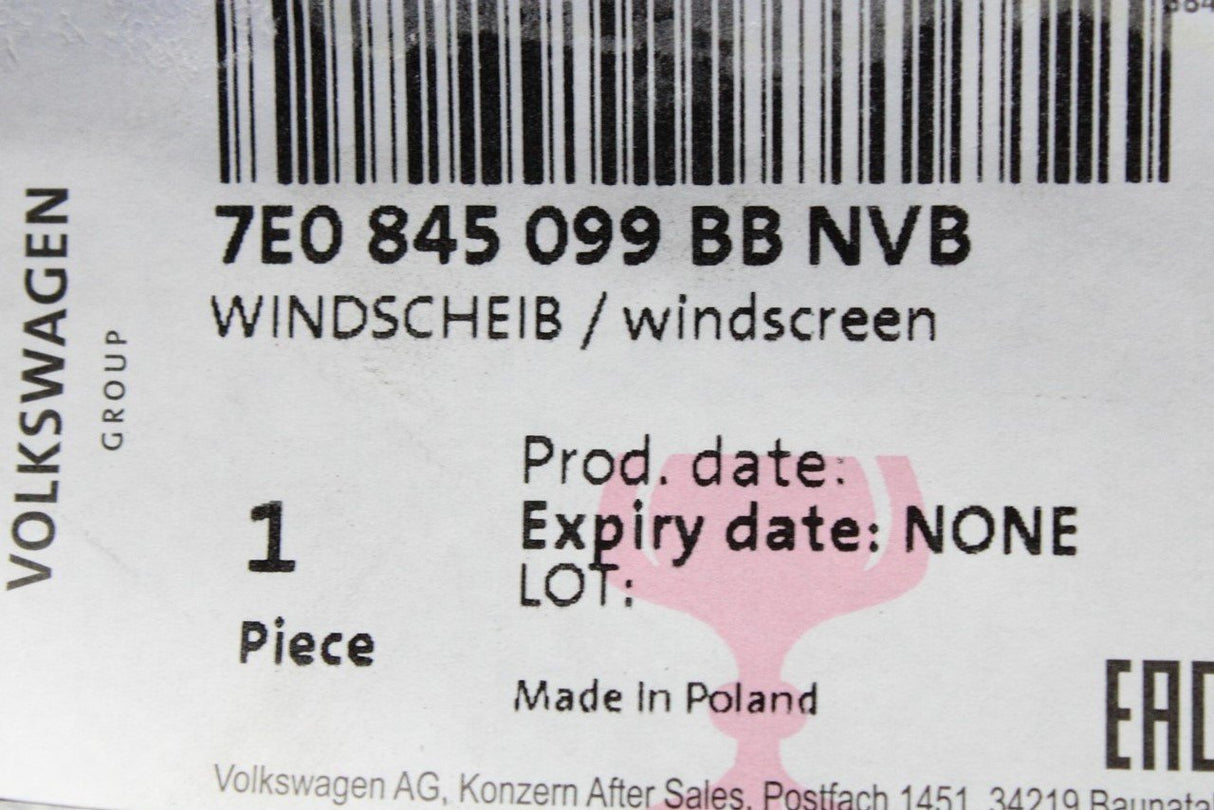 7E0 845 099 BB NVB
WINDSCHEIB / windscreen
VOLKSWAGEN
GROUP
Prod. date:
Expiry date: NONE
LOT:
1
Piece
Made In Poland
EAC
Volkswagen AG, Konzern After Sales, Postfach 1451, 34219 Baunatal